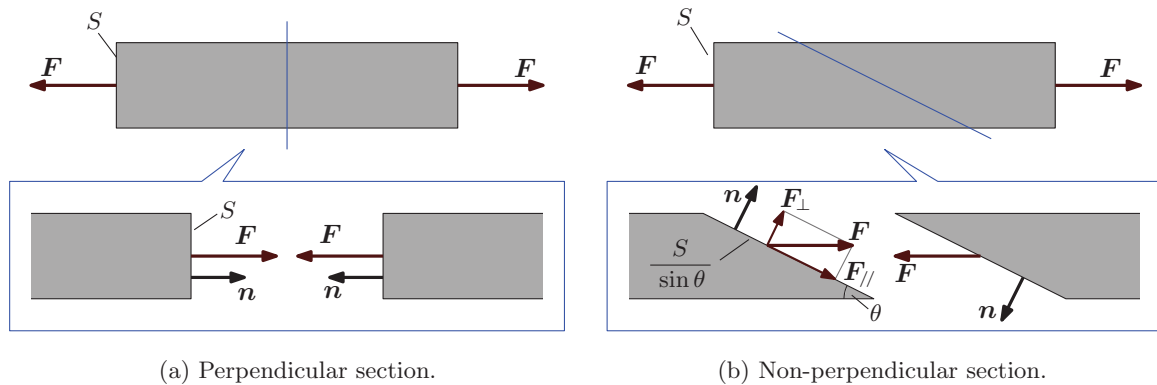 S
F
F
S
F
F
S
F
F
n
n
n
F⊥
F
S
sin θ
F//
θ
F
n
(a) Perpendicular section.
(b) Non-perpendicular section.